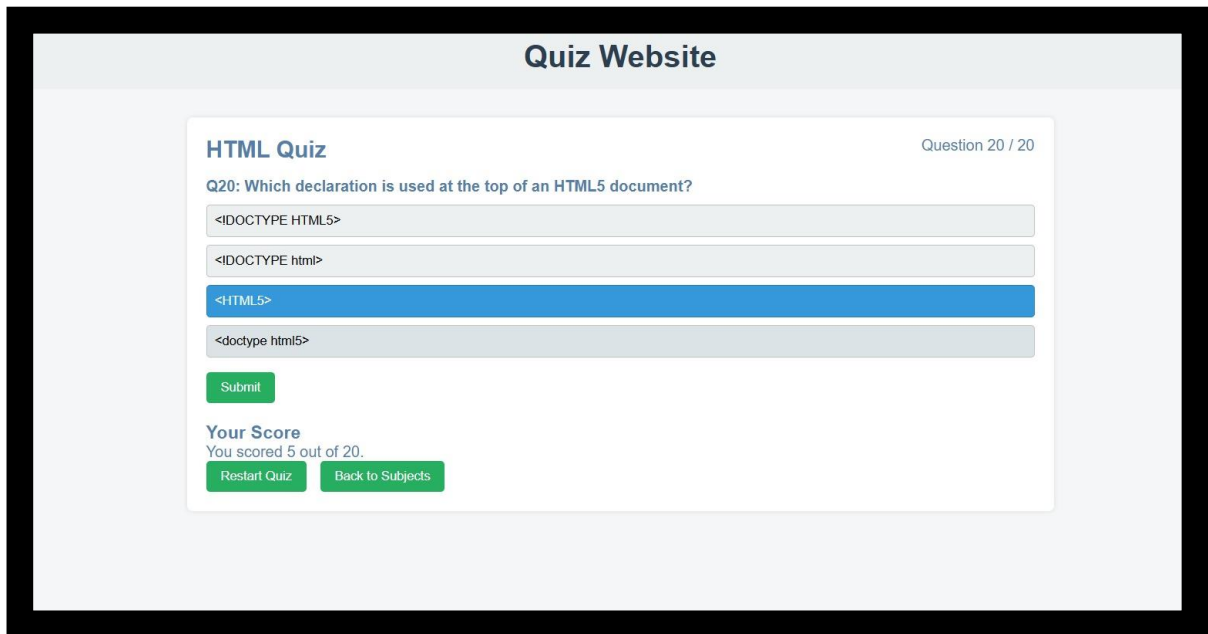 Quiz Website
HTML Quiz
Question 20 / 20
Q20: Which declaration is used at the top of an HTML5 document?
<!DOCTYPE HTML5>
<!DOCTYPE html>
<HTML5>
<doctype html5>
Submit
Your Score
You scored 5 out of 20.
Restart Quiz
Back to Subjects